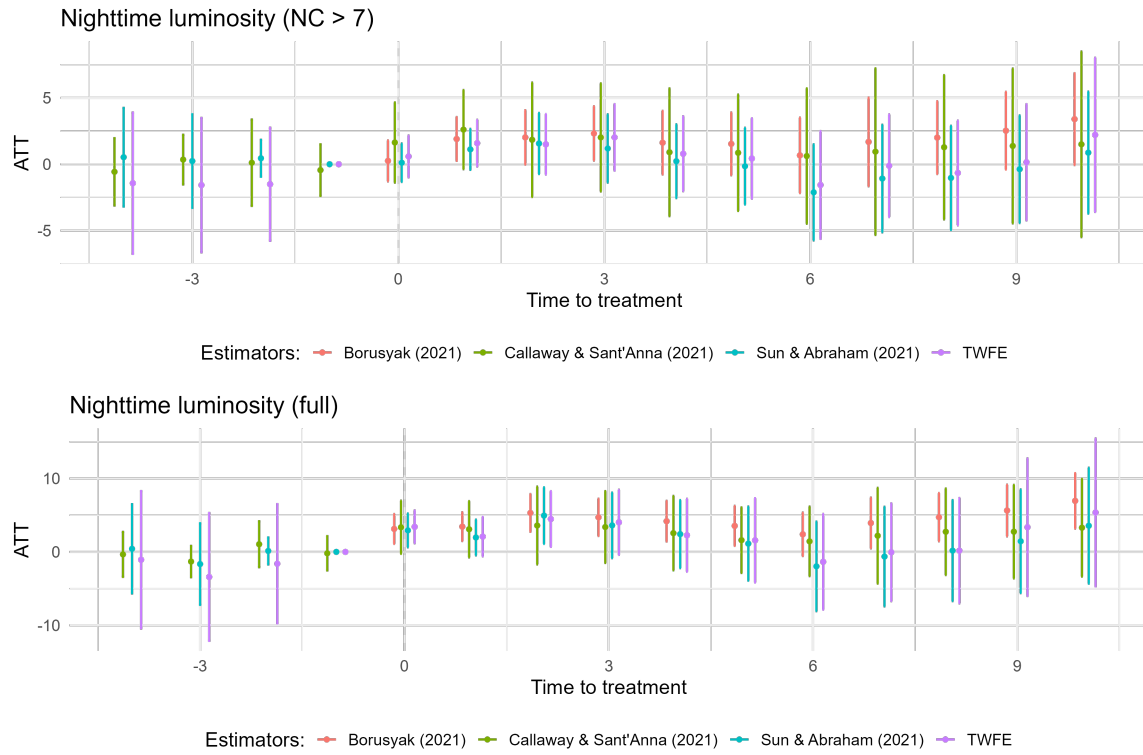 Nighttime luminosity (NC > 7)
ATT
5
0
-5
-3 0 3 6 9
Time to treatment
Estimators: Borusyak (2021) Callaway & Sant'Anna (2021) Sun & Abraham (2021) TWFE
Nighttime luminosity (full)
ATT
10
0
-10
-3 0 3 6 9
Time to treatment
Estimators: Borusyak (2021) Callaway & Sant'Anna (2021) Sun & Abraham (2021) TWFE